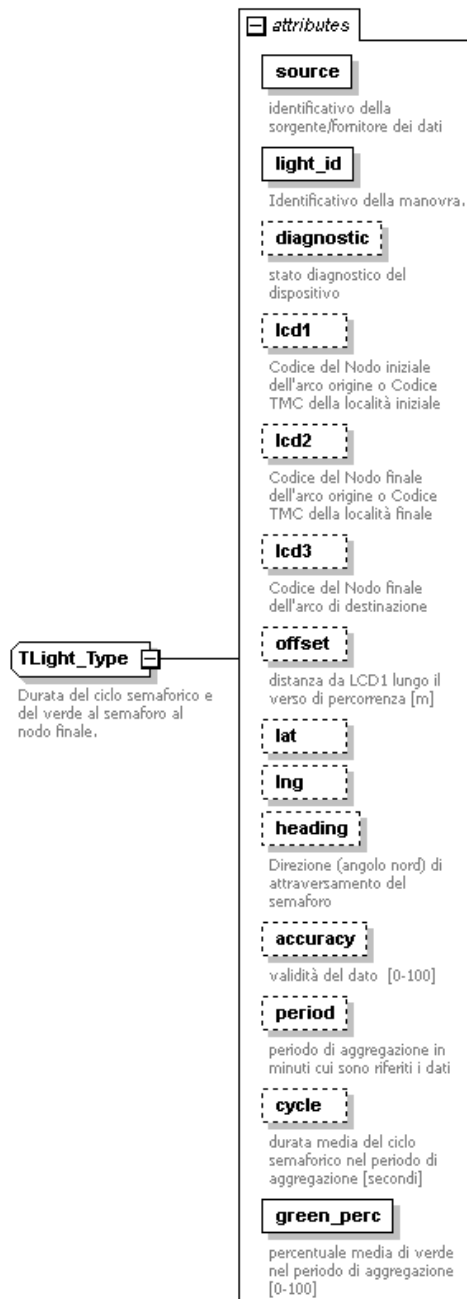 attributes
source
identificativo della
sorgente/fornitore dei dati
light_id
Identificativo della manovra.
diagnostic
stato diagnostico del
dispositivo
lcd1
Codice del Nodo iniziale
dell'arco origine o Codice
TMC della località iniziale
lcd2
Codice del Nodo finale
dell'arco origine o Codice
TMC della località finale
lcd3
Codice del Nodo finale
dell'arco di destinazione
TLight_Type
Durata del ciclo semaforico e
del verde al semaforo al
nodo finale.
offset
distanza da LCD1 lungo il
verso di percorrenza [m]
lat
lng
heading
Direzione (angolo nord) di
attraversamento del
semaforo
accuracy
validità del dato [0-100]
period
periodo di aggregazione in
minuti cui sono riferiti i dati
cycle
durata media del ciclo
semaforico nel periodo di
aggregazione [secondi]
green_perc
percentuale media di verde
nel periodo di aggregazione
[0-100]